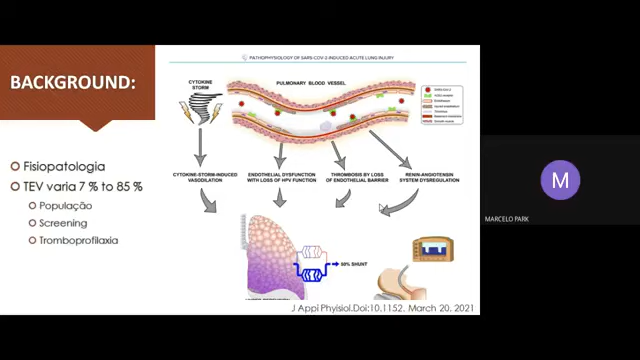 BACKGROUND:
Fisiopatologia
TEV varia 7 % to 85 %
População
Screening
Tromboprofilaxia
PATHOPHYSIOLOGY OF SARS-COV-2-INDUCED ACUTE LUNG INJURY
CYTOKINE
STORM
PULMONARY BLOOD VESSEL
CYTOKINE-STORM-INDUCED
VASODILATION
ENDOTHELIAL DYSFUNCTION
WITH LOSS OF HPV FUNCTION
THROMBOSIS BY LOSS
OF ENDOTHELIAL BARRIER
RENIN-ANGIOTENSIN
SYSTEM DYSREGULATION
50% SHUNT
J Appl Phyisiol.Doi:10.1152. March 20. 2021
M
MARCELO PARK